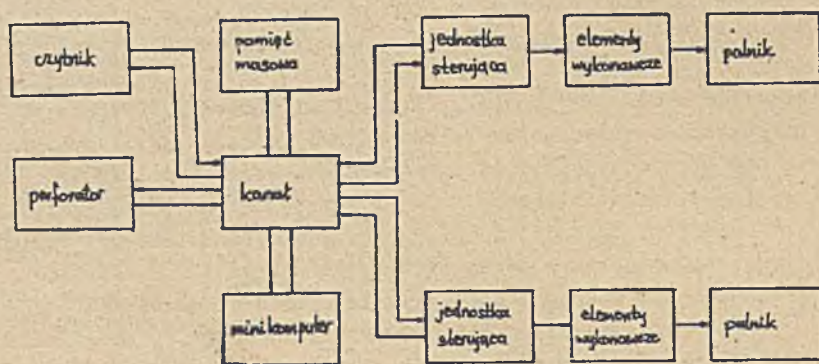 czytnik
pamięć
masowa
jednostka
sterująca
elementy
wykonawcze
palnik
perforator
kanał
minikomputer
jednostka
sterująca
elementy
wykonawcze
palnik